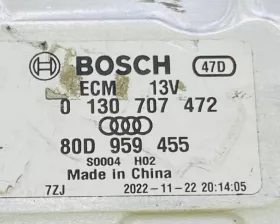 BOSCH 47D
ECM 13V
0 130 707 472
80D 959 455
S0004 H02
Made in China
7ZJ 2022-11-22 20:14:05